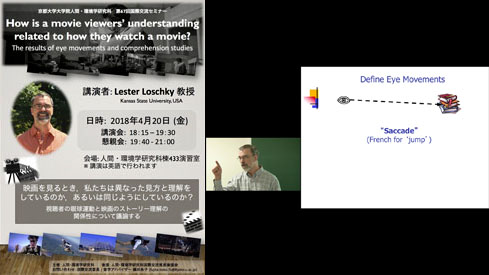 京都大学大学院人間・環境学研究科 第67回国際交流セミナー
How is a movie viewers' understanding
related to how they watch a movie?
The results of eye movements and comprehension studies
講演者: Lester Loschky 教授
Kansas State University, USA
日時: 2018年4月20日 (金)
講演会: 18:15 – 19:30
懇親会: 19:40 - 21:00
会場: 人間・環境学研究科棟433演習室
※ 講演は英語で行われます
映画を見るとき, 私たちは異なった見方と理解を
しているのか, あるいは同じようにしているのか?
視聴者の眼球運動と映画のストーリー理解の
関係性について議論する
Define Eye Movements
"Saccade"
(French for 'jump')